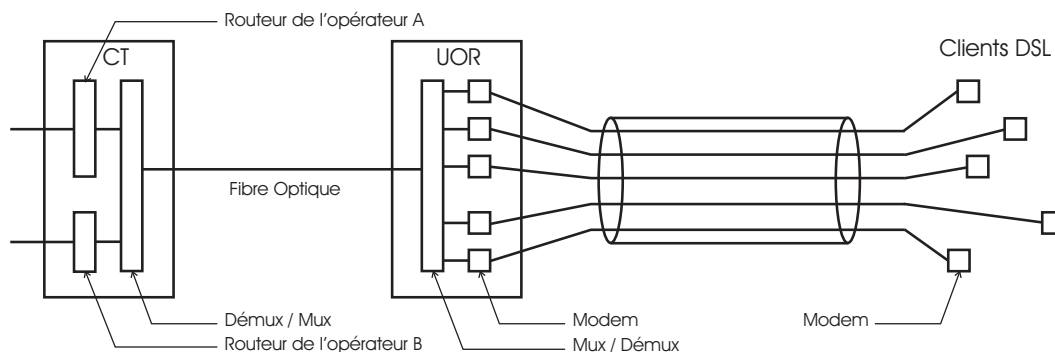 Routeur de l'opérateur A
CT
UOR
Clients DSL
Fibre Optique
Démux / Mux
Modem
Modem
Routeur de l'opérateur B
Mux / Démux